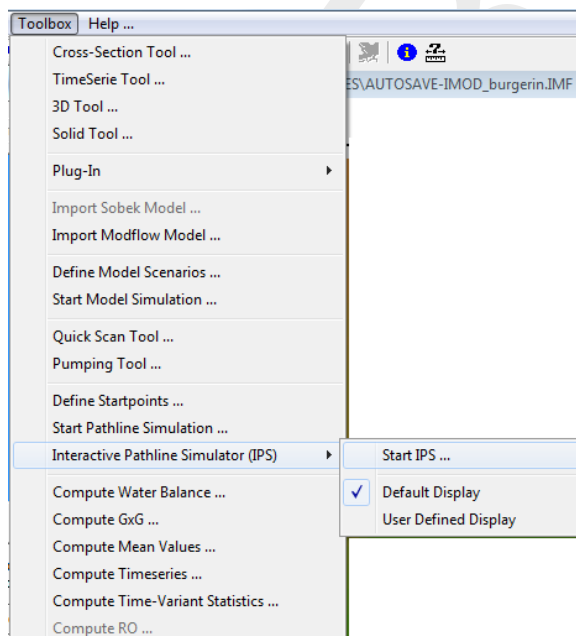 Toolbox Help ...
Cross-Section Tool ...
TimeSerie Tool ...
ES\AUTOSAVE-IMOD_burgerin.IMF
3D Tool ...
Solid Tool ...
Plug-In
Import Sobek Model ...
Import Modflow Model ...
Define Model Scenarios ...
Start Model Simulation ...
Quick Scan Tool ...
Pumping Tool ...
Define Startpoints ...
Start Pathline Simulation ...
Interactive Pathline Simulator (IPS)
Start IPS ...
Default Display
User Defined Display
Compute Water Balance ...
Compute GxG ...
Compute Mean Values ...
Compute Timeseries ...
Compute Time-Variant Statistics ...
Compute RO ...